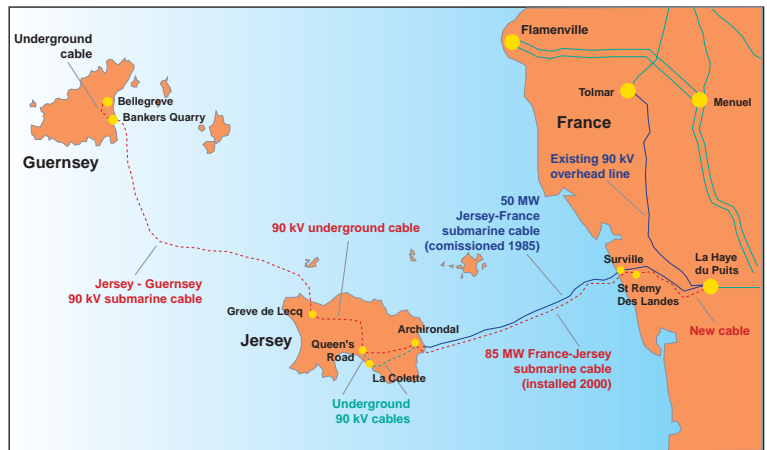 Underground
cable
Bellegreve
Bankers Quarry
Guernsey
Flamenville
Tolmar
Menuel
France
Existing 90 kV
overhead line
50 MW
Jersey-France
submarine cable
(comissioned 1985)
90 kV underground cable
Surville
La Haye
du Puits
St Remy
Des Landes
Jersey - Guernsey
90 kV submarine cable
Greve de Lecq
Archirondal
New cable
Jersey
Queen's
Road
85 MW France-Jersey
submarine cable
(installed 2000)
La Colette
Underground
90 kV cables